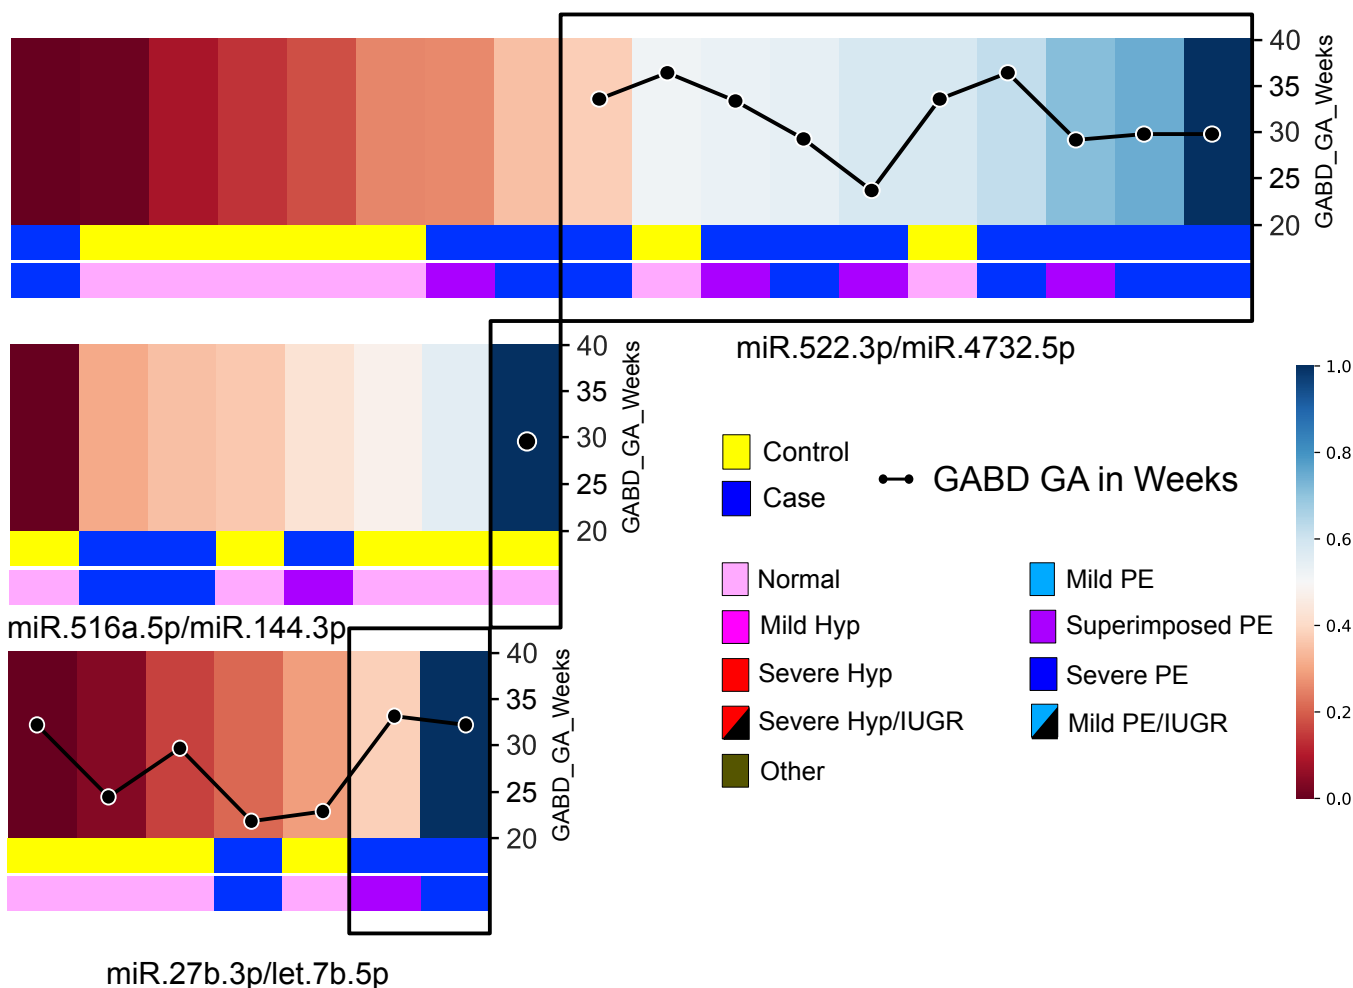 40
35
30
25
20
GABD_GA_Weeks
miR.522.3p/miR.4732.5p
40
35
30
25
20
GABD_GA_Weeks
miR.516a.5p/miR.144.3p
40
35
30
25
20
GABD_GA_Weeks
miR.27b.3p/let.7b.5p
Control
Case
GABD GA in Weeks
Normal
Mild Hyp
Severe Hyp
Severe Hyp/IUGR
Other
Mild PE
Superimposed PE
Severe PE
Mild PE/IUGR
1.0
0.8
0.6
0.4
0.2
0.0